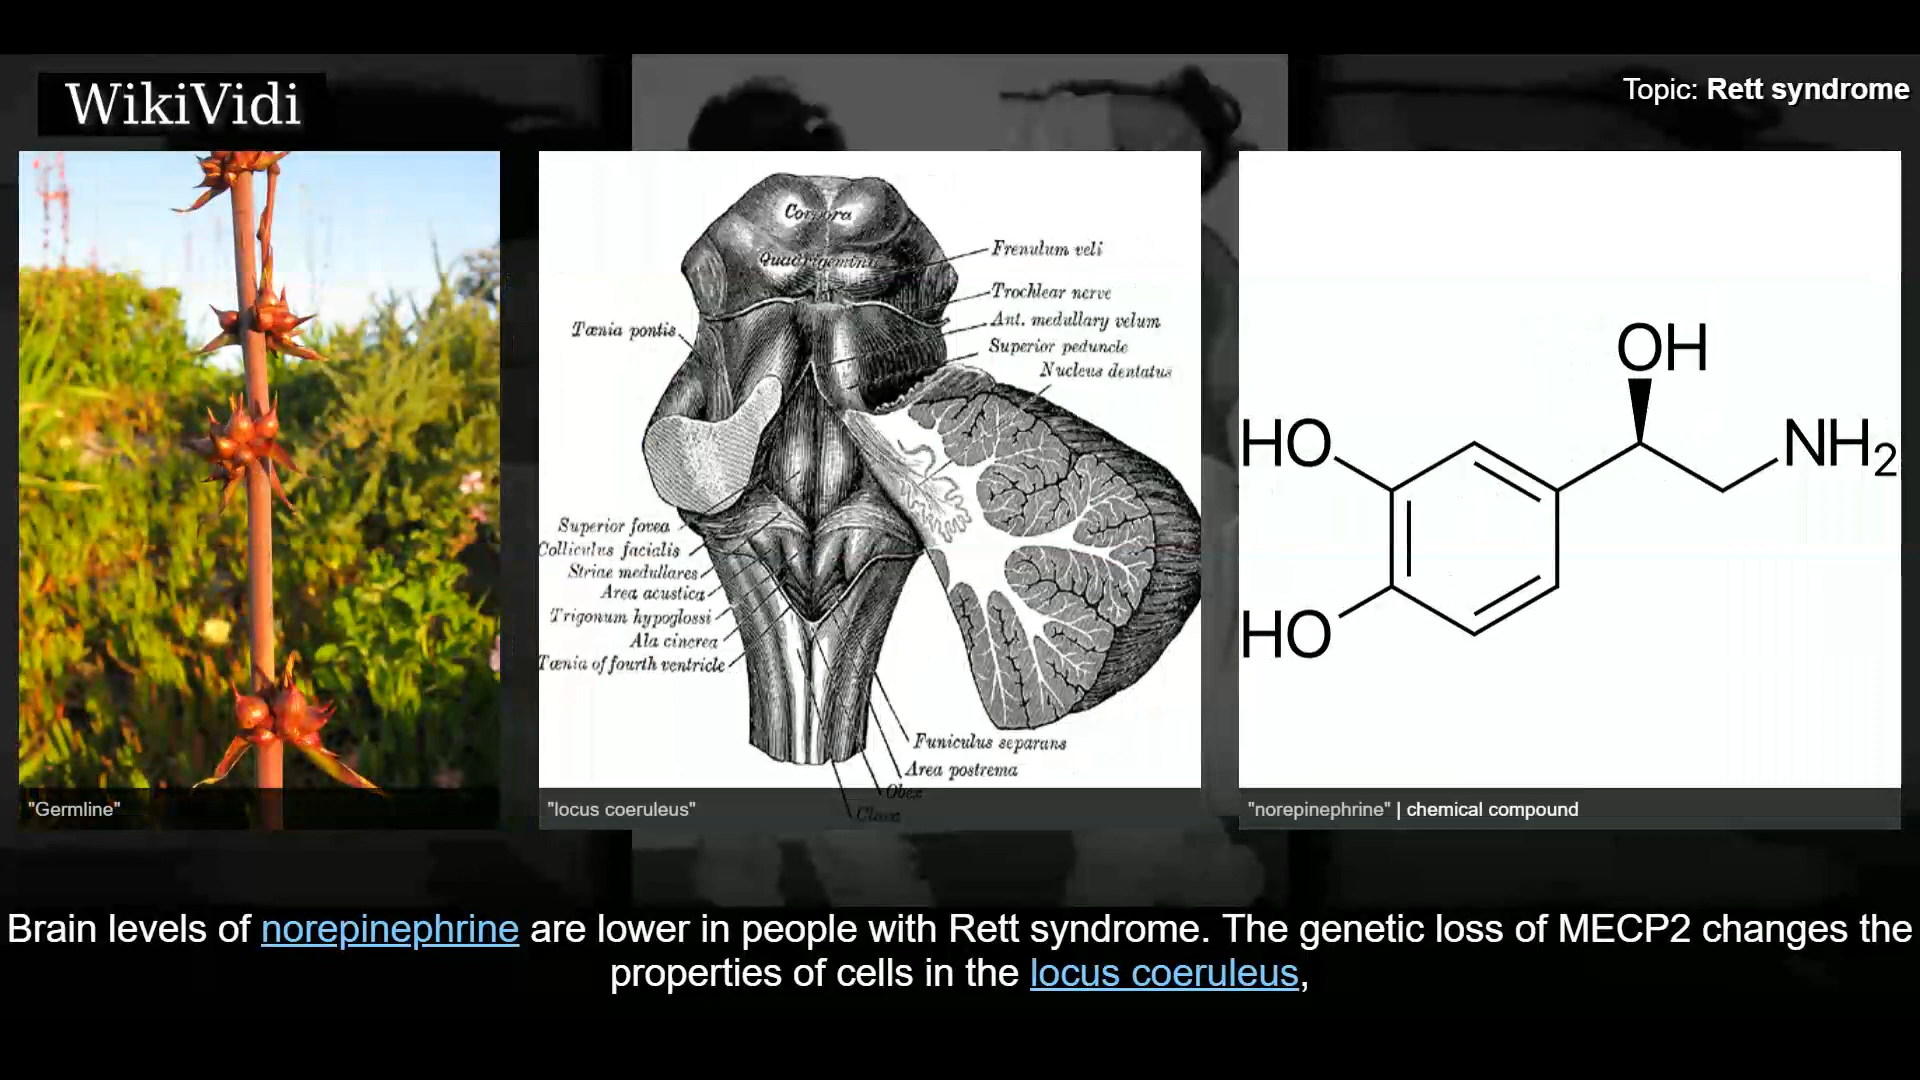 WikiVidi
Topic: Rett syndrome
"Germline"
Corpora
Quadrigemina
Frenulum veli
Trochlear nerve
Ant. medullary velum
Superior peduncle
Nucleus dentatus
Tænia pontis
Superior fovea
Colliculus facialis
Striae medullares
Area acustica
Trigonum hypoglossi
Ala cinerea
Tænia of fourth ventricle
Funiculus separans
Area postrema
Obex
Clava
"locus coeruleus"
OH
HO
NH2
HO
"norepinephrine" | chemical compound
Brain levels of norepinephrine are lower in people with Rett syndrome. The genetic loss of MECP2 changes the
properties of cells in the locus coeruleus,